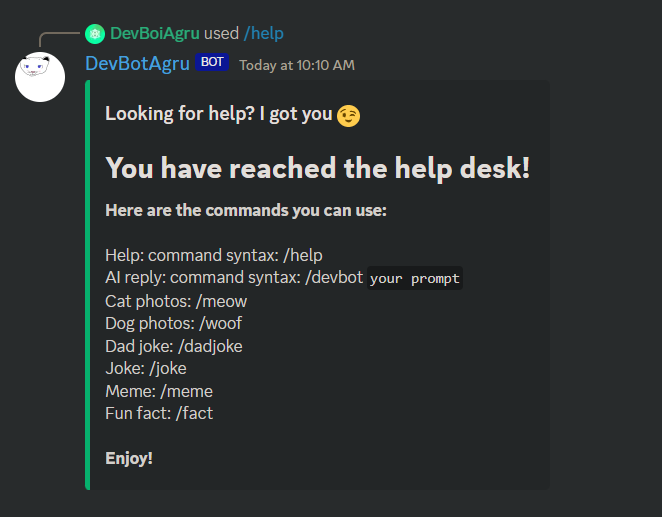 DevBoiAgru used /help
DevBotAgru BOT Today at 10:10 AM
Looking for help? I got you 😉
You have reached the help desk!
Here are the commands you can use:
Help: command syntax: /help
AI reply: command syntax: /devbot your prompt
Cat photos: /meow
Dog photos: /woof
Dad joke: /dadjoke
Joke: /joke
Meme: /meme
Fun fact: /fact
Enjoy!